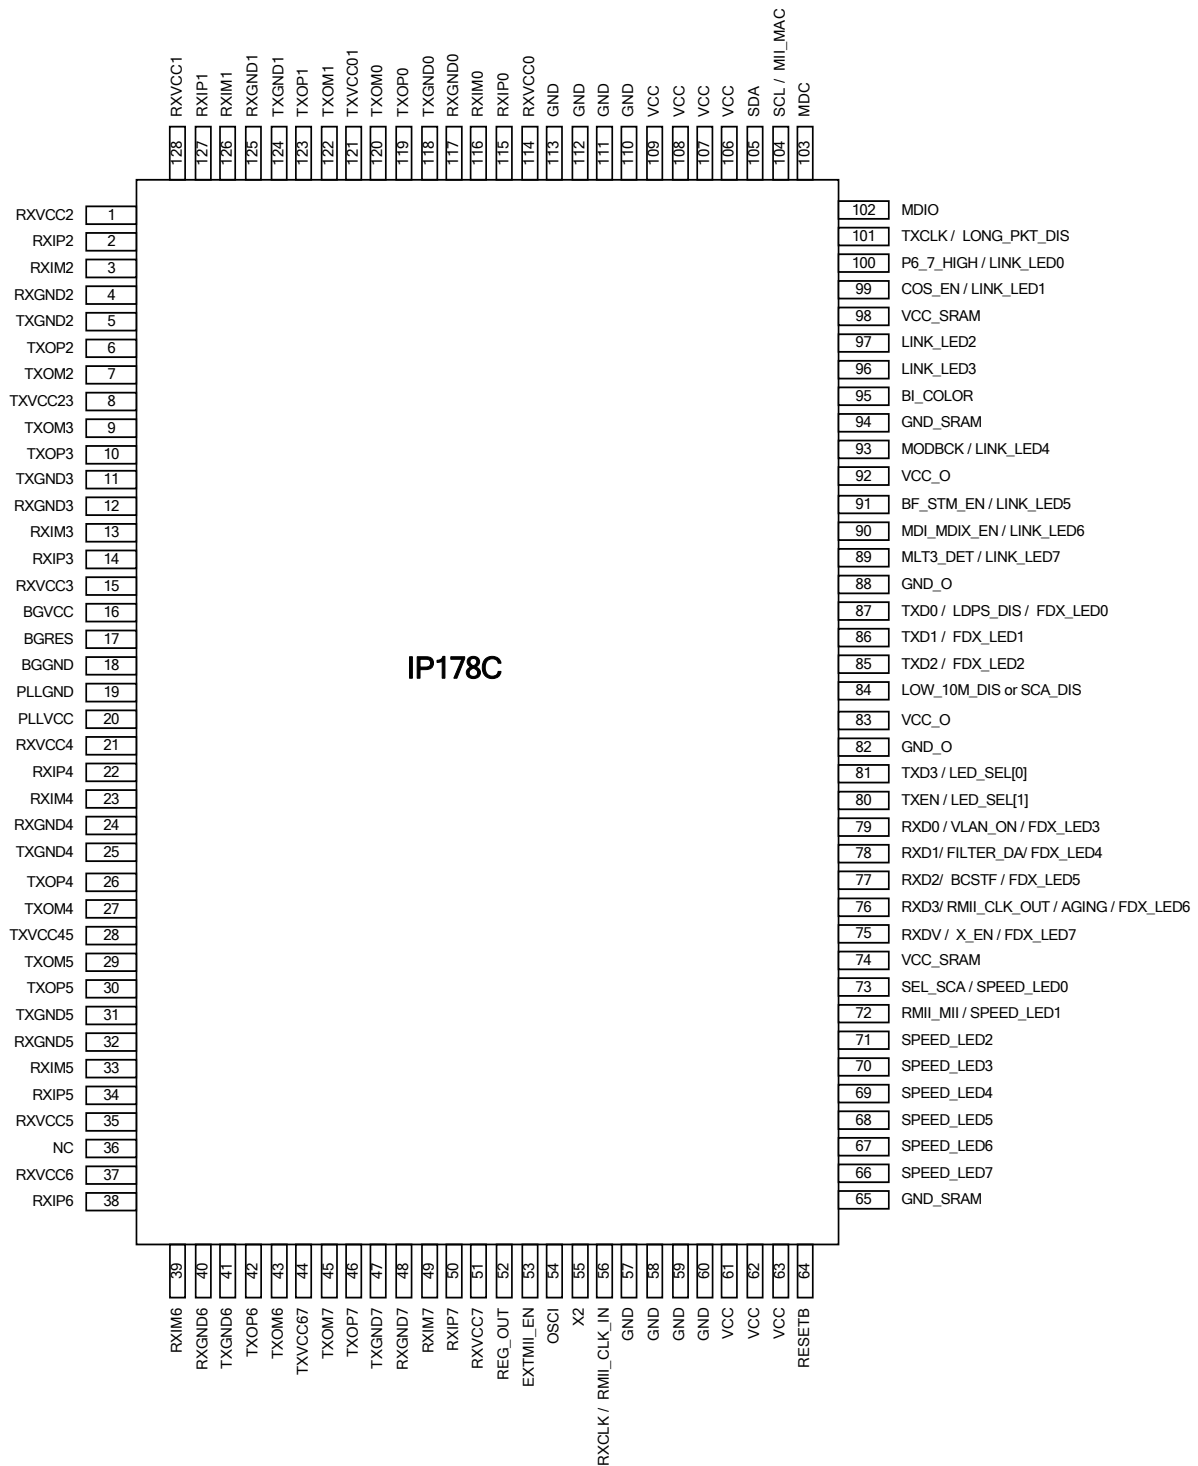 RXVCC1
RXIP1
RXIM1
RXGND1
TXGND1
TXOP1
TXOM1
TXVCC01
TXOM0
TXOP0
TXGND0
RXGND0
RXIM0
RXIP0
RXVCC0
GND
GND
GND
GND
VCC
VCC
VCC
VCC
SDA
SCL / MII_MAC
MDC
128
127
126
125
124
123
122
121
120
119
118
117
116
115
114
113
112
111
110
109
108
107
106
105
104
103
RXVCC2 1
RXIP2 2
RXIM2 3
RXGND2 4
TXGND2 5
TXOP2 6
TXOM2 7
TXVCC23 8
TXOM3 9
TXOP3 10
TXGND3 11
RXGND3 12
RXIM3 13
RXIP3 14
RXVCC3 15
BGVCC 16
BGRES 17
BGGND 18
PLLGND 19
PLLVCC 20
RXVCC4 21
RXIP4 22
RXIM4 23
RXGND4 24
TXGND4 25
TXOP4 26
TXOM4 27
TXVCC45 28
TXOM5 29
TXOP5 30
TXGND5 31
RXGND5 32
RXIM5 33
RXIP5 34
RXVCC5 35
NC 36
RXVCC6 37
RXIP6 38
IP178C
102 MDIO
101 TXCLK / LONG_PKT_DIS
100 P6_7_HIGH / LINK_LED0
99 COS_EN / LINK_LED1
98 VCC_SRAM
97 LINK_LED2
96 LINK_LED3
95 BI_COLOR
94 GND_SRAM
93 MODBCK / LINK_LED4
92 VCC_O
91 BF_STM_EN / LINK_LED5
90 MDI_MDIX_EN / LINK_LED6
89 MLT3_DET / LINK_LED7
88 GND_O
87 TXD0 / LDPS_DIS / FDX_LED0
86 TXD1 / FDX_LED1
85 TXD2 / FDX_LED2
84 LOW_10M_DIS or SCA_DIS
83 VCC_O
82 GND_O
81 TXD3 / LED_SEL[0]
80 TXEN / LED_SEL[1]
79 RXD0 / VLAN_ON / FDX_LED3
78 RXD1/ FILTER_DA/ FDX_LED4
77 RXD2/ BCSTF / FDX_LED5
76 RXD3/ RMII_CLK_OUT / AGING / FDX_LED6
75 RXDV / X_EN / FDX_LED7
74 VCC_SRAM
73 SEL_SCA / SPEED_LED0
72 RMII_MII / SPEED_LED1
71 SPEED_LED2
70 SPEED_LED3
69 SPEED_LED4
68 SPEED_LED5
67 SPEED_LED6
66 SPEED_LED7
65 GND_SRAM
39
40
41
42
43
44
45
46
47
48
49
50
51
52
53
54
55
56
57
58
59
60
61
62
63
64
RXIM6
RXGND6
TXGND6
TXOP6
TXOM6
TXVCC67
TXOM7
TXOP7
TXGND7
RXGND7
RXIM7
RXIP7
RXVCC7
REG_OUT
EXTMII_EN
OSCI
X2
RXCLK / RMII_CLK_IN
GND
GND
GND
GND
VCC
VCC
VCC
RESETB